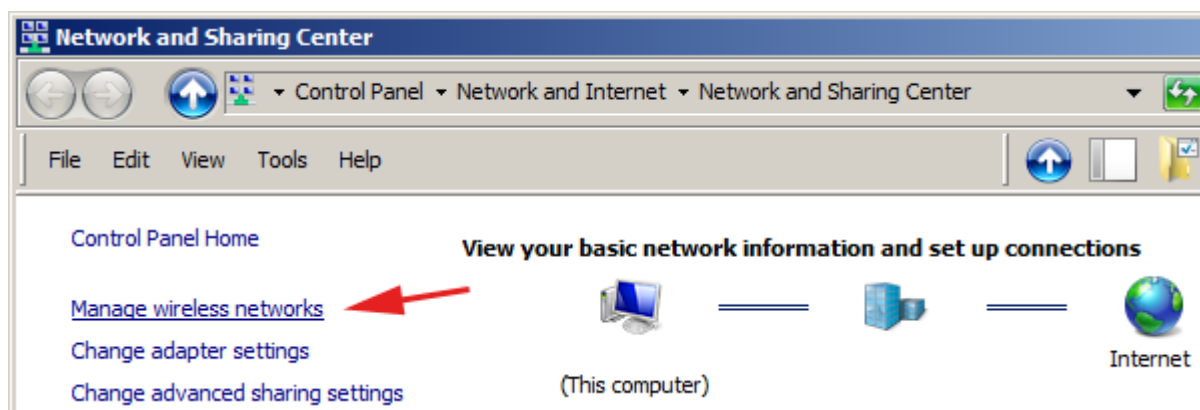 Network and Sharing Center
Control Panel Network and Internet Network and Sharing Center
File Edit View Tools Help
Control Panel Home
View your basic network information and set up connections
Manage wireless networks
Change adapter settings
Change advanced sharing settings
(This computer)
Internet